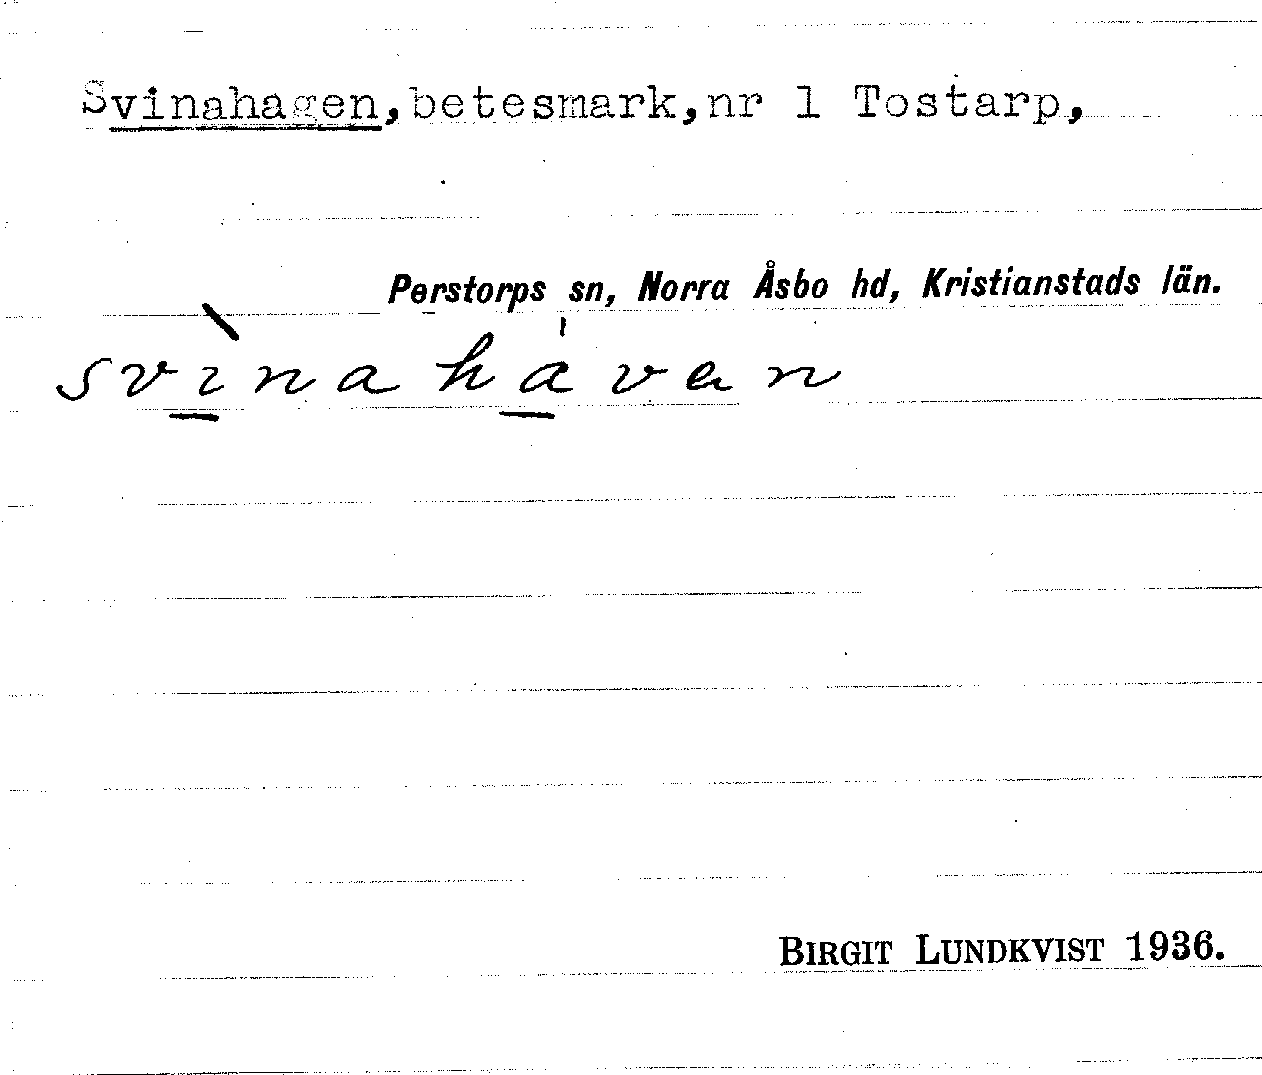 Svinahagen,betesmark,nr 1 Tostarp,
Perstorps sn, Norra Åsbo hd, Kristianstads län.
svìnahávan
BIRGIT LUNDKVIST 1936.